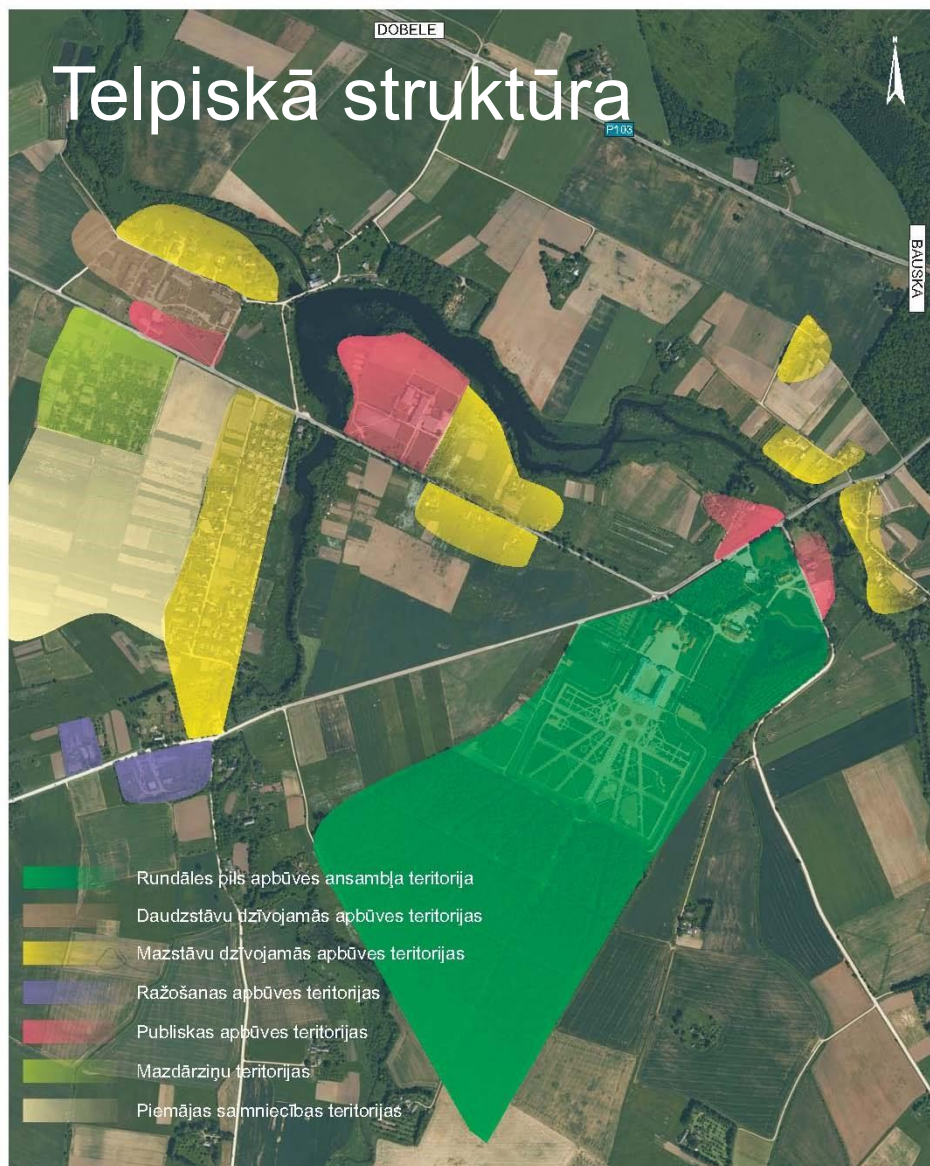 DOBELE
Telpiskā struktūra
N
P103
BAUSKA
Rundāles pils apbūves ansambļa teritorija
Daudzstāvu dzīvojamās apbūves teritorijas
Mazstāvu dzīvojamās apbūves teritorijas
Ražošanas apbūves teritorijas
Publiskas apbūves teritorijas
Mazdārziņu teritorijas
Piemājas saimniecības teritorijas